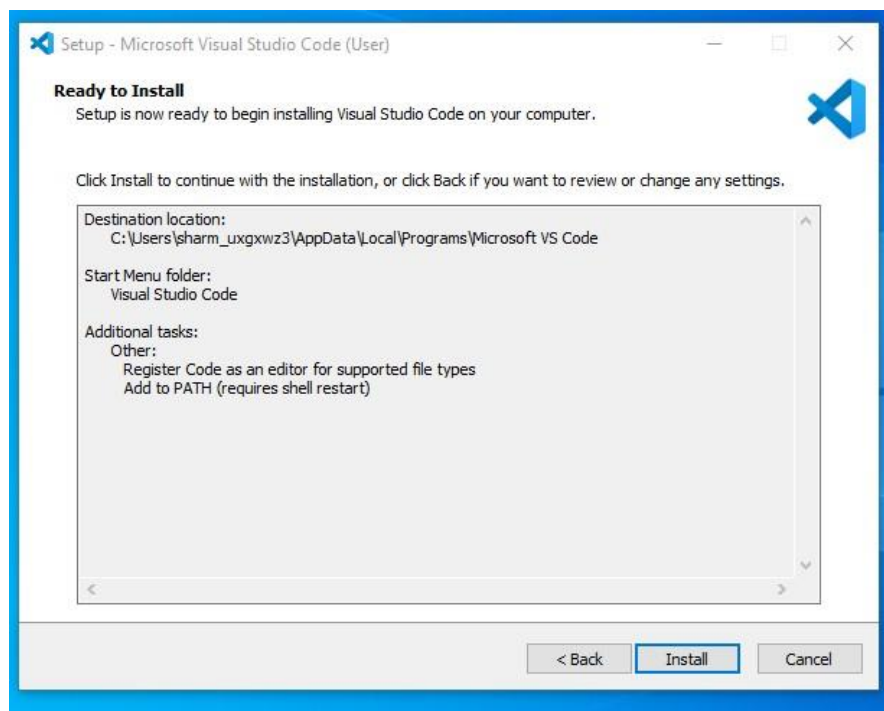 Setup - Microsoft Visual Studio Code (User)
Ready to Install
Setup is now ready to begin installing Visual Studio Code on your computer.
Click Install to continue with the installation, or click Back if you want to review or change any settings.
Destination location:
C:\Users\sharm_uxgxwz3\AppData\Local\Programs\Microsoft VS Code
Start Menu folder:
Visual Studio Code
Additional tasks:
Other:
Register Code as an editor for supported file types
Add to PATH (requires shell restart)
< Back
Install
Cancel